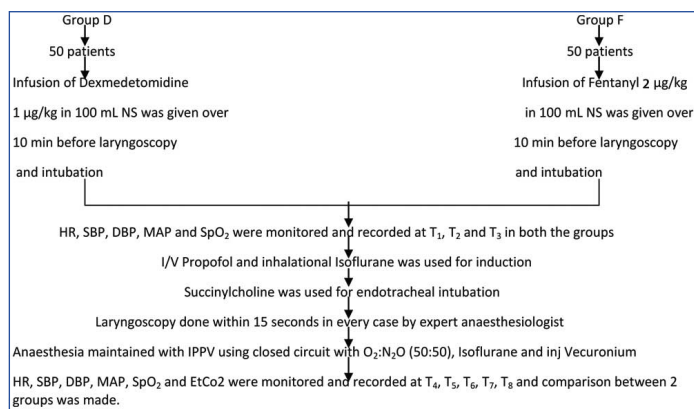 Group D
50 patients
Infusion of Dexmedetomidine
1 µg/kg in 100 mL NS was given over
10 min before laryngoscopy
and intubation
Group F
50 patients
Infusion of Fentanyl 2 µg/kg
in 100 mL NS was given over
10 min before laryngoscopy
and intubation
HR, SBP, DBP, MAP and SpO₂ were monitored and recorded at T₁, T₂ and T₃ in both the groups
I/V Propofol and inhalational Isoflurane was used for induction
Succinylcholine was used for endotracheal intubation
Laryngoscopy done within 15 seconds in every case by expert anaesthesiologist
Anaesthesia maintained with IPPV using closed circuit with O₂:N₂O (50:50), Isoflurane and inj Vecuronium
HR, SBP, DBP, MAP, SpO₂ and EtCo2 were monitored and recorded at T₄, T₅, T₆, T₇, T₈ and comparison between 2
groups was made.